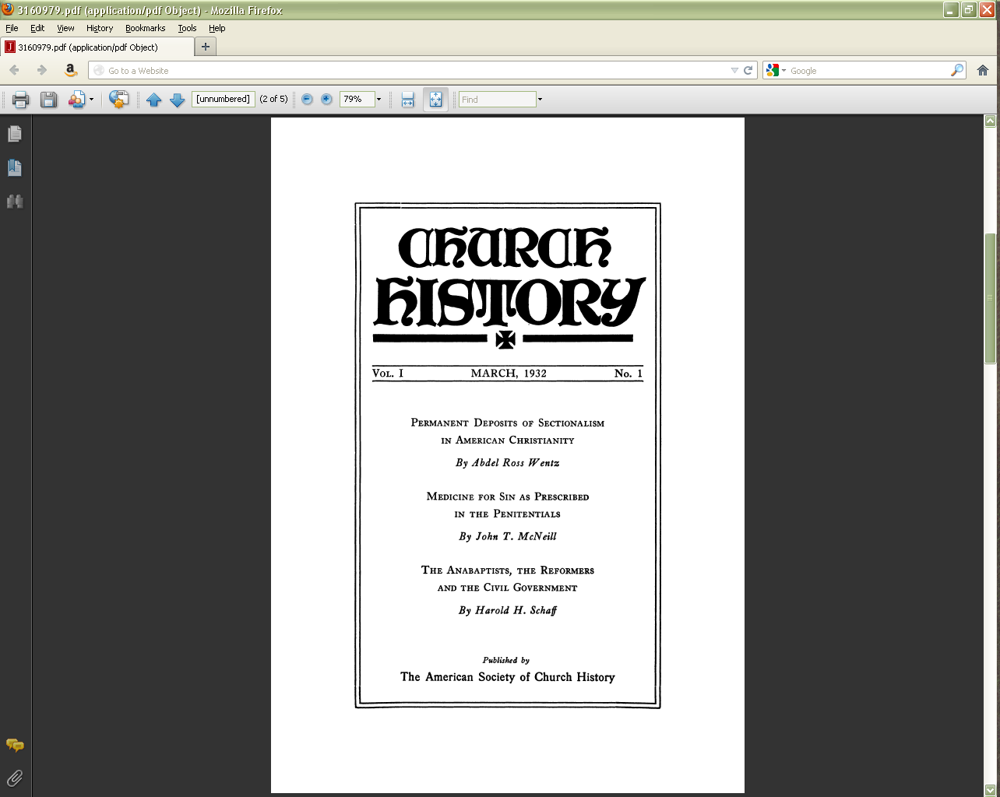 3160979.pdf (application/pdf Object) - Mozilla Firefox
File Edit View History Bookmarks Tools Help
3160979.pdf (application/pdf Object)
Go to a Website
Google
[unnumbered] (2 of 5) 79% Find
CHURCH
HISTORY
VOL. I MARCH, 1932 No. 1
PERMANENT DEPOSITS OF SECTIONALISM
IN AMERICAN CHRISTIANITY
By Abdel Ross Wentz
MEDICINE FOR SIN AS PRESCRIBED
IN THE PENITENTIALS
By John T. McNeill
THE ANABAPTISTS, THE REFORMERS
AND THE CIVIL GOVERNMENT
By Harold H. Schaff
Published by
The American Society of Church History